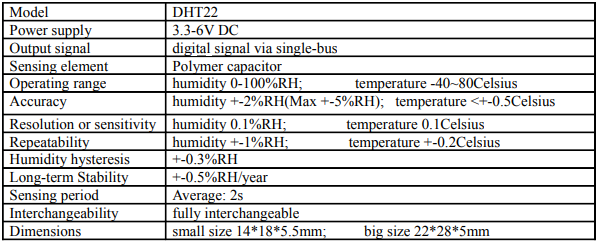 Model DHT22
Power supply 3.3-6V DC
Output signal digital signal via single-bus
Sensing element Polymer capacitor
Operating range humidity 0-100%RH; temperature -40~80Celsius
Accuracy humidity +-2%RH(Max +-5%RH); temperature <+-0.5Celsius
Resolution or sensitivity humidity 0.1%RH; temperature 0.1Celsius
Repeatability humidity +-1%RH; temperature +-0.2Celsius
Humidity hysteresis +-0.3%RH
Long-term Stability +-0.5%RH/year
Sensing period Average: 2s
Interchangeability fully interchangeable
Dimensions small size 14*18*5.5mm; big size 22*28*5mm